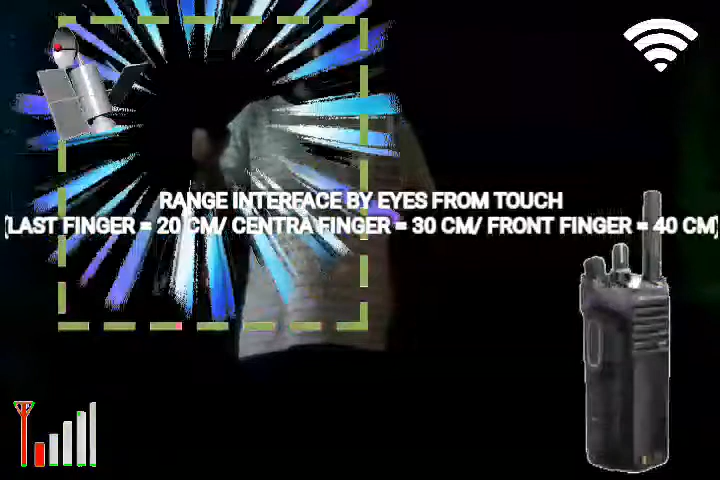 RANGE INTERFACE BY EYES FROM TOUCH
(LAST FINGER = 20 CM/ CENTRA FINGER = 30 CM/ FRONT FINGER = 40 CM)